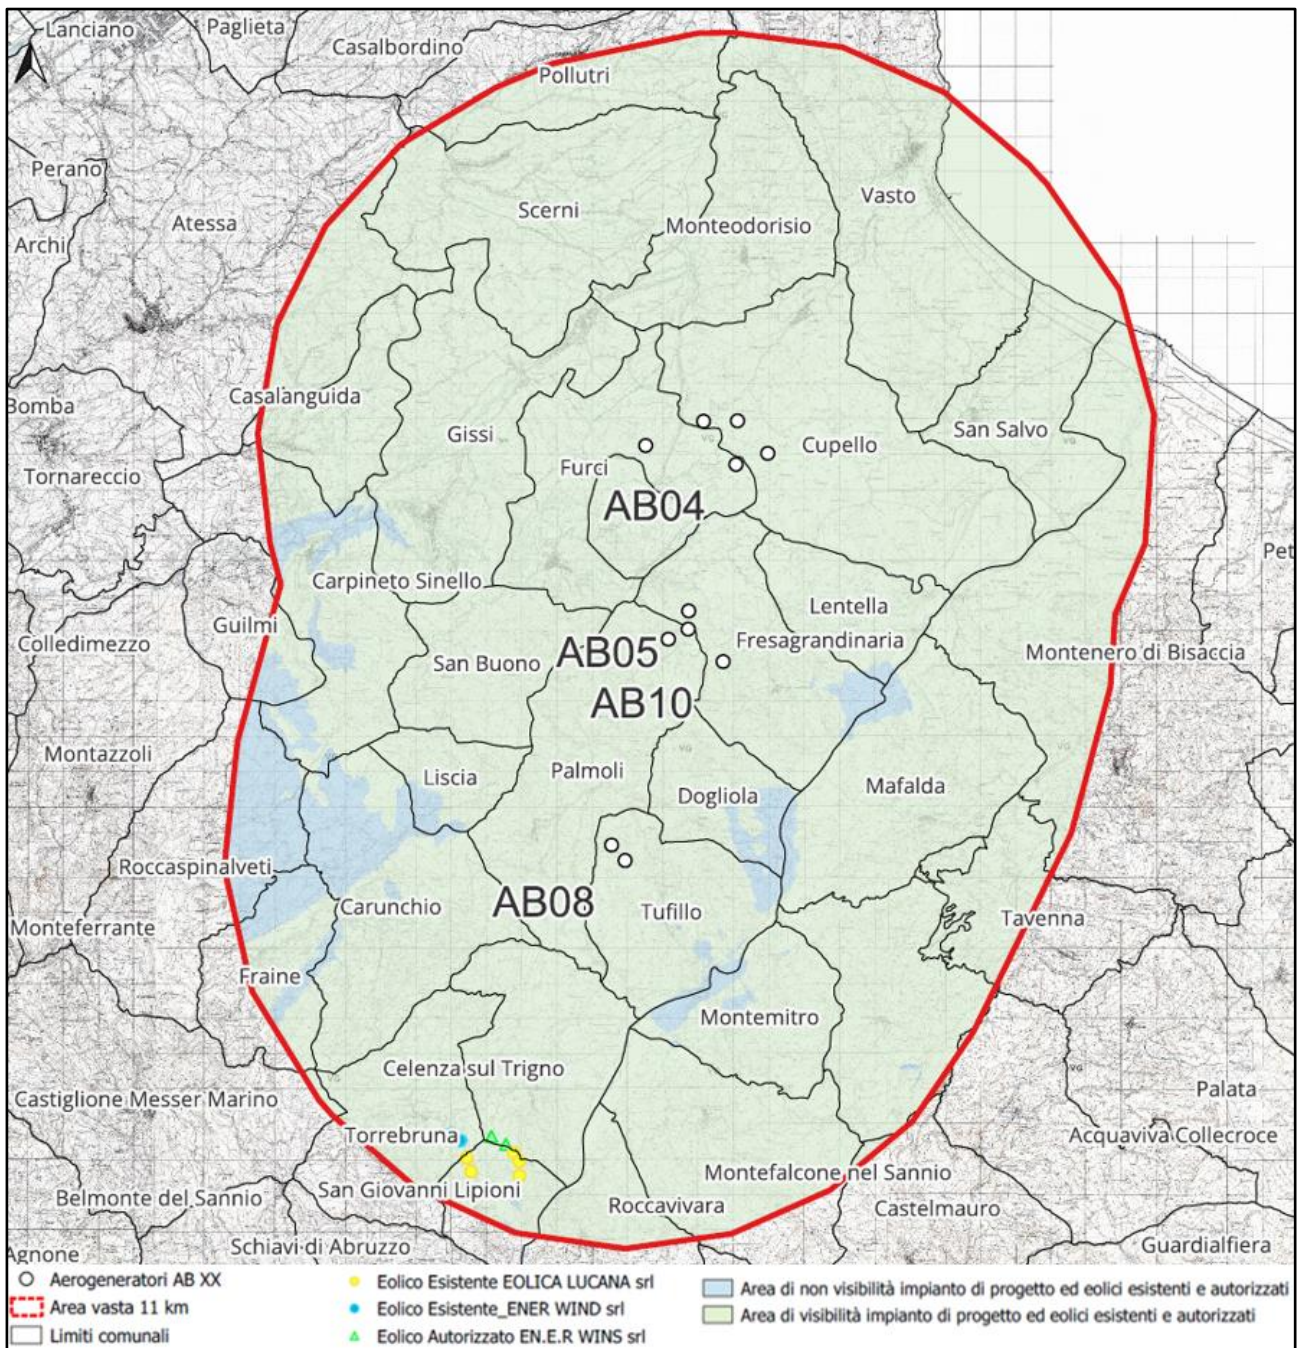 Lanciano
Paglieta
Casalbordino
Pollutri
Perano
Atessa
Scerni
Monteodorisio
Vasto
Archi
Casalanguida
Bomba
Gissi
Cupello
San Salvo
Tornareccio
Furci
AB04
Pet
Carpineto Sinello
Lentella
Guilmi
Colledimezzo
San Buono
AB05
Fresagrandinaria
Montenero di Bisaccia
AB10
Montazzoli
Liscia
Palmoli
Dogliola
Mafalda
Roccaspinalveti
AB08
Carunchio
Tufillo
Tavenna
Monteferrante
Fraine
Montemitro
Celenza sul Trigno
Castiglione Messer Marino
Palata
Torrebruna
Acquaviva Collecroce
Montefalcone nel Sannio
San Giovanni Lipioni
Belmonte del Sannio
Roccavivara
Castelmauro
Schiavi di Abruzzo
Agnone
Guardialfiera
Aerogeneratori AB XX
Area vasta 11 km
Limiti comunali
Eolico Esistente EOLICA LUCANA srl
Eolico Esistente_ENER WIND srl
Eolico Autorizzato EN.E.R WINS srl
Area di non visibilità impianto di progetto ed eolici esistenti e autorizzati
Area di visibilità impianto di progetto ed eolici esistenti e autorizzati